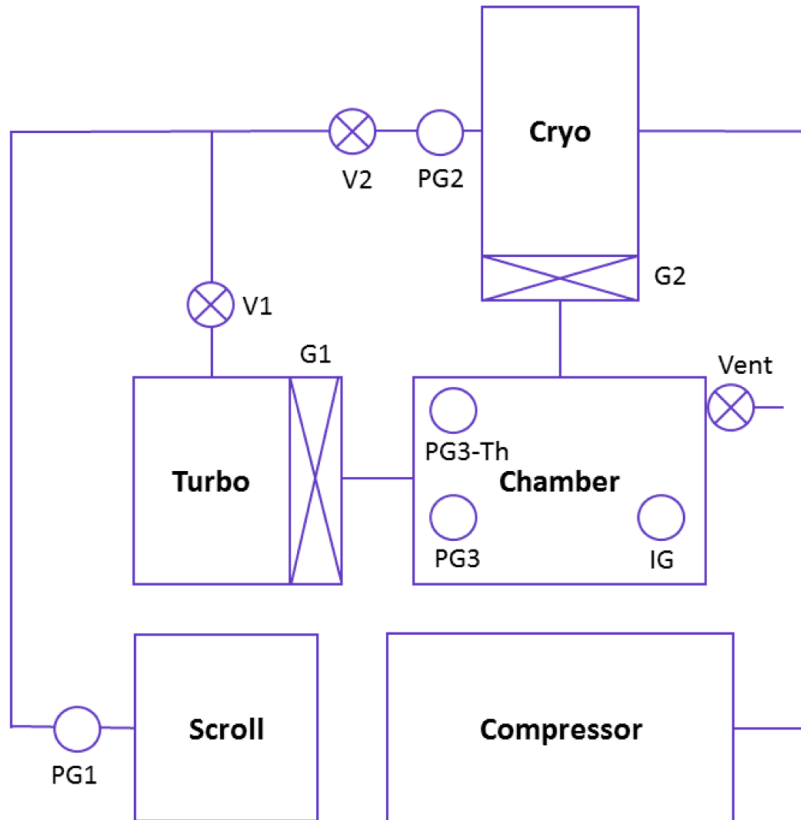 Cryo
V2
PG2
G2
V1
G1
Vent
PG3-Th
Turbo
Chamber
PG3
IG
Scroll
Compressor
PG1